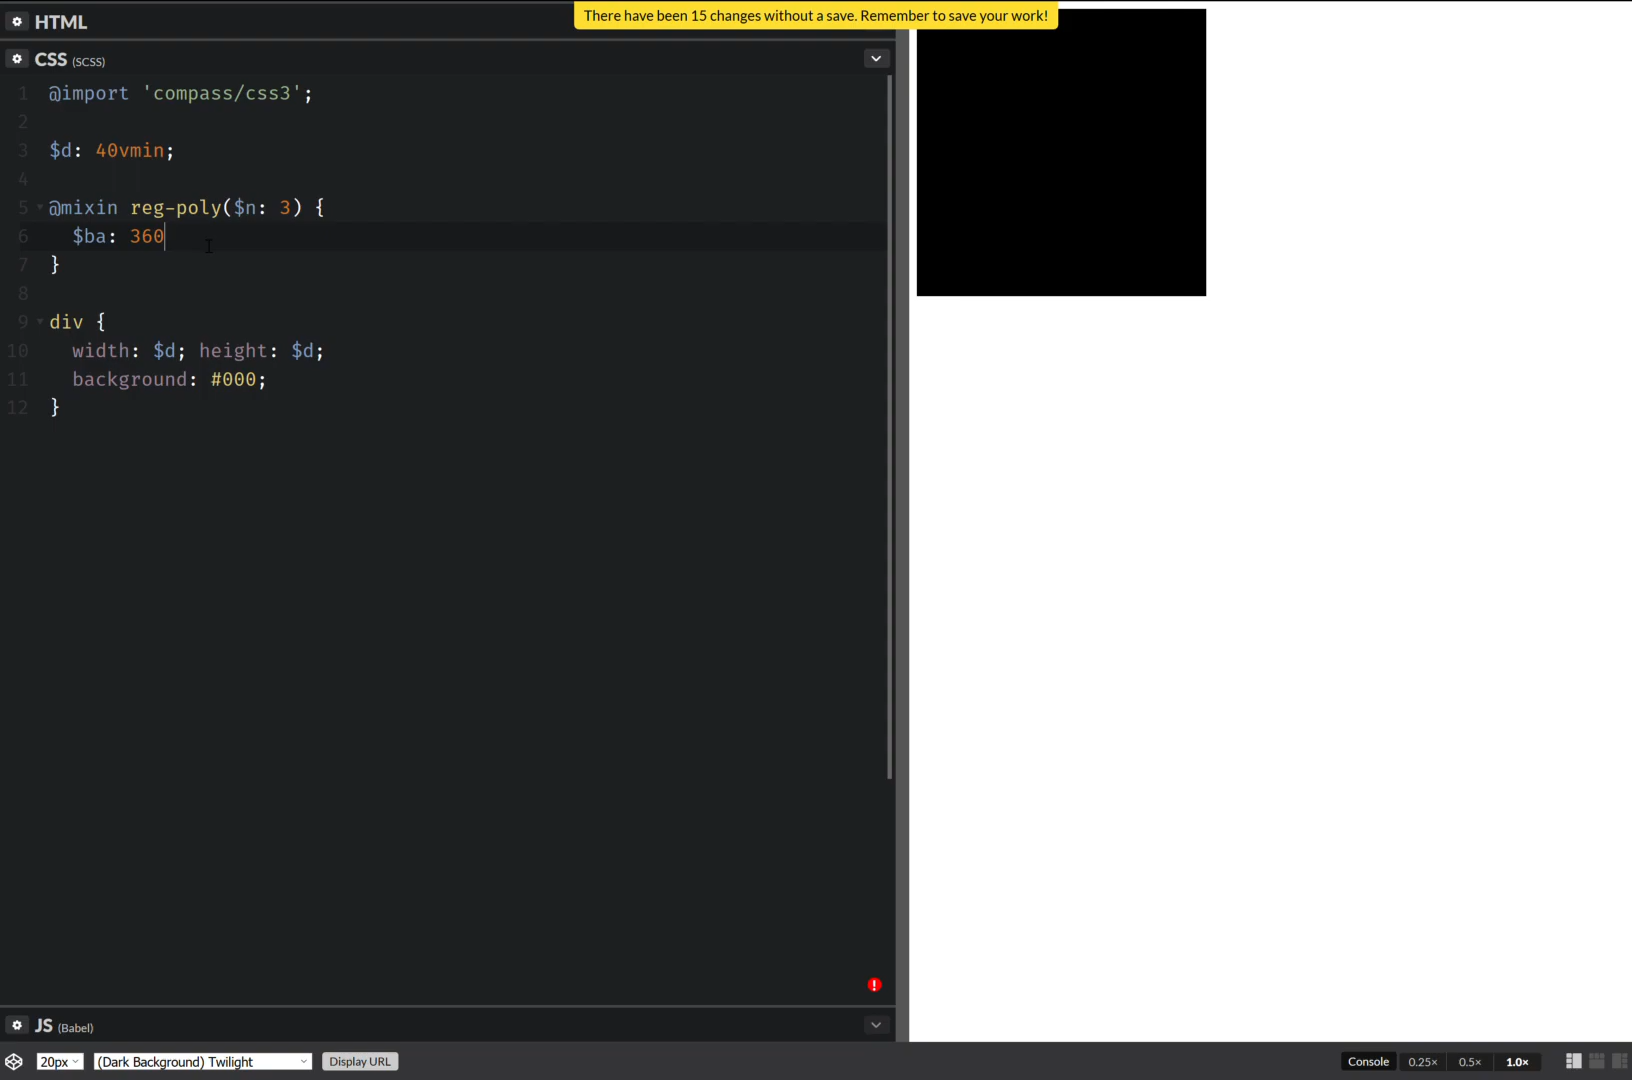 There have been 15 changes without a save. Remember to save your work!
HTML
CSS (SCSS)
1 @import 'compass/css3';
2
3 $d: 40vmin;
4
5 @mixin reg-poly($n: 3) {
6 $ba: 360
7 }
8
9 div {
10 width: $d; height: $d;
11 background: #000;
12 }
JS (Babel)
20px (Dark Background) Twilight Display URL Console 0.25× 0.5× 1.0×